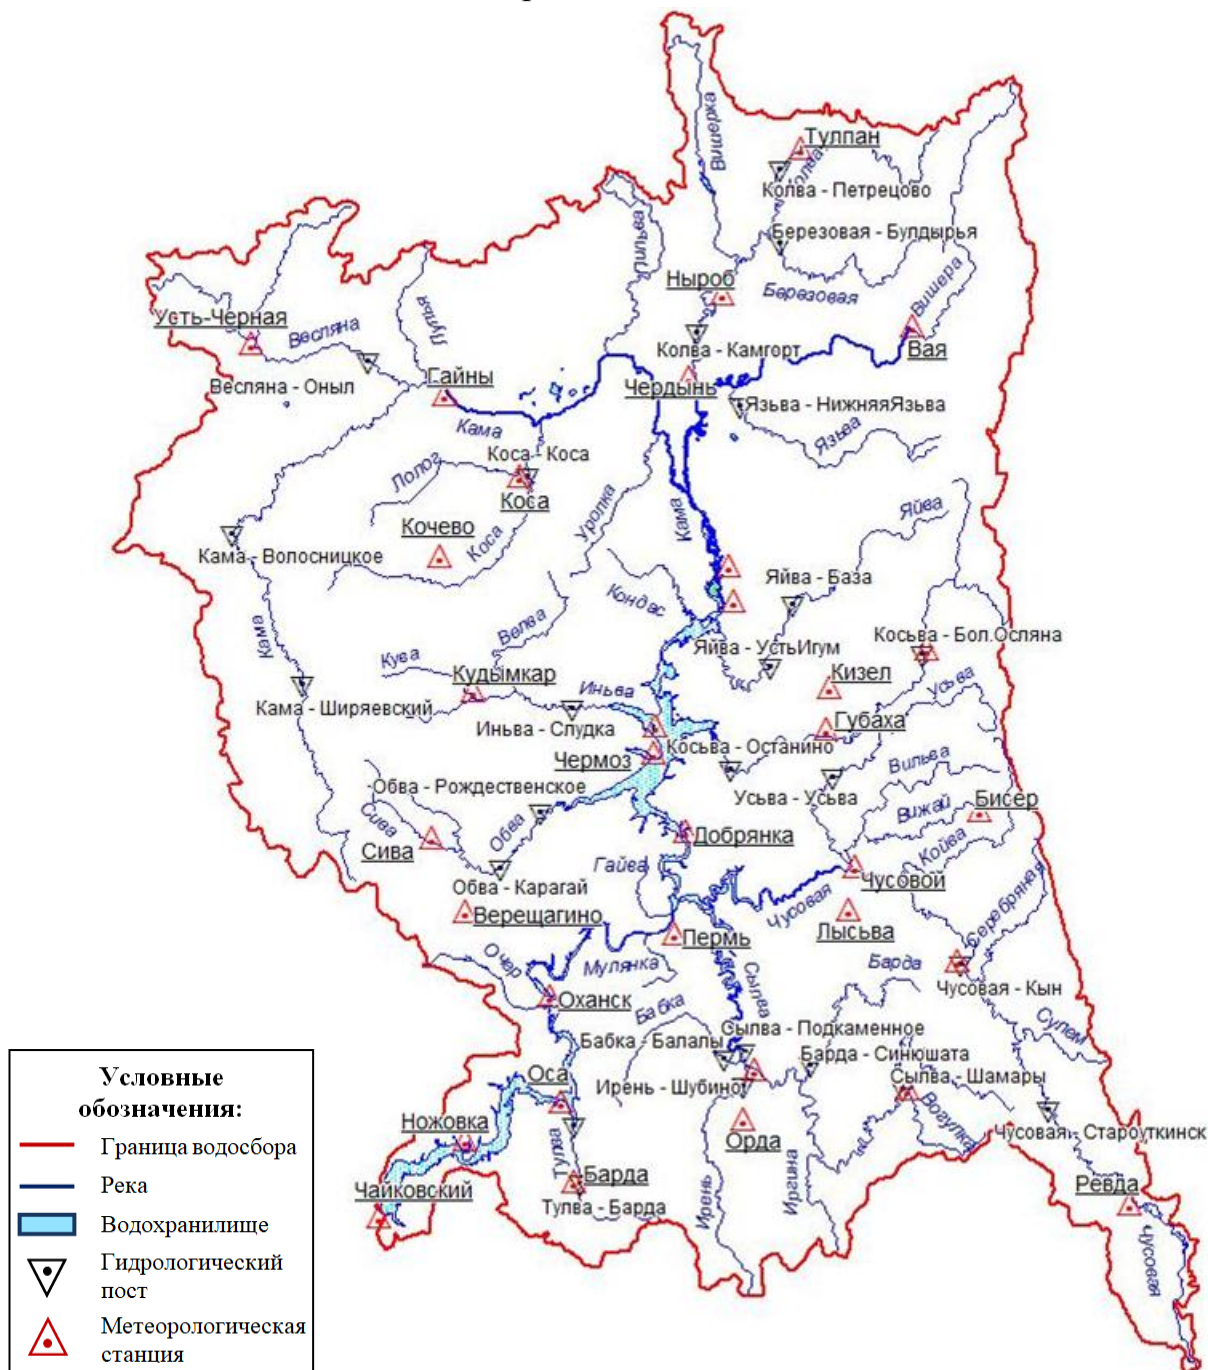 Вишерка
Тулпан
Колва
Колва - Петрецово
Березовая - Булдырья
Пильва
Ныроб
Березовая
Вишера
Усть-Черная
Весляна
Лупья
Колва - Камгорт
Вая
Весляна - Оныл
Гайны
Чердынь
Язьва - НижняяЯзьва
Кама
Язьва
Коса - Коса
Лолог
Коса
Уролка
Яйва
Кочево
Кама
Коса
Кама - Волосницкое
Яйва - База
Кондас
Кама
Велва
Косьва - Бол.Осляна
Яйва - УстьИгум
Кува
Кудымкар
Кизел
Усьва
Иньва
Кама - Ширяевский
Иньва - Слудка
Губаха
Косьва - Останино
Чермоз
Вильва
Обва - Рождественское
Усьва - Усьва
Вижай
Бисер
Сива
Обва
Добрянка
Койва
Сива
Гайва
Чусовой
Обва - Карагай
Чусовая
Серебряная
Верещагино
Лысьва
Пермь
Очер
Мулянка
Сылва
Барда
Чусовая - Кын
Оханск
Бабка
Сулем
Сылва - Подкаменное
Бабка - Балалы
Барда - Синюшата
Оса
Ирень - Шубино
Сылва - Шамары
Вогулка
Ножовка
Орда
Чусовая - Староуткинск
Тулва
Барда
Чайковский
Ревда
Тулва - Барда
Ирень
Иргина
Чусовая
Условные
обозначения:
Граница водосбора
Река
Водохранилище
Гидрологический
пост
Метеорологическая
станция